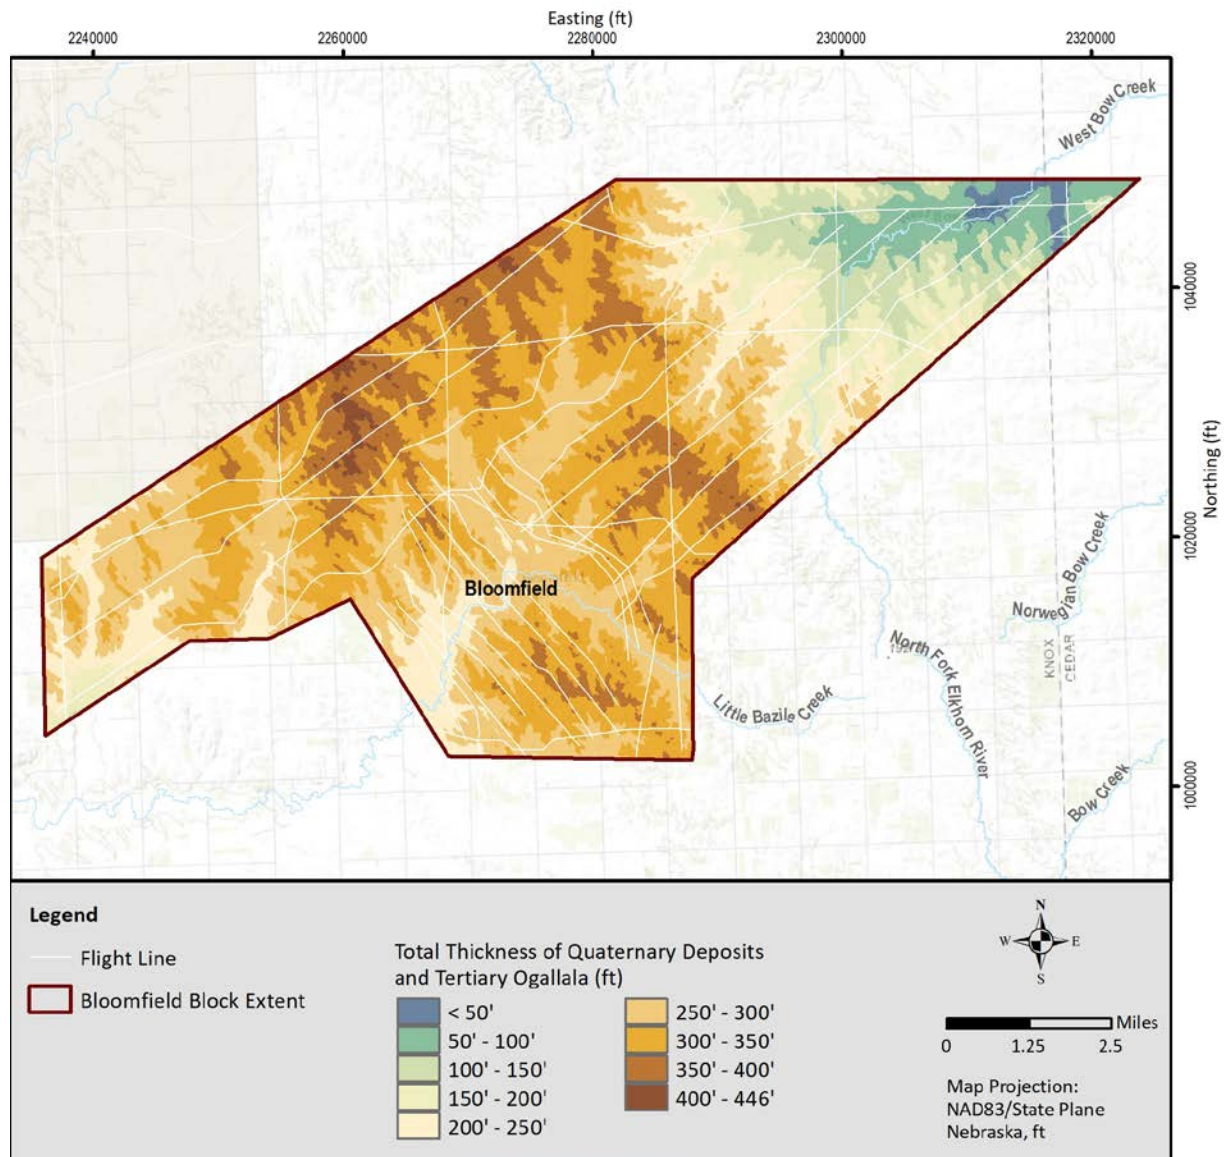 Easting (ft)
2240000
2260000
2280000
2300000
2320000
West Bow Creek
1040000
Northing (ft)
1020000
Bloomfield
Norwegian Bow Creek
KNOX
CEDAR
North Fork Elkhorn River
Little Bazile Creek
Bow Creek
1000000
Legend
Flight Line
Bloomfield Block Extent
Total Thickness of Quaternary Deposits
and Tertiary Ogallala (ft)
< 50'
50' - 100'
100' - 150'
150' - 200'
200' - 250'
250' - 300'
300' - 350'
350' - 400'
400' - 446'
N
W
E
S
Miles
0
1.25
2.5
Map Projection:
NAD83/State Plane
Nebraska, ft